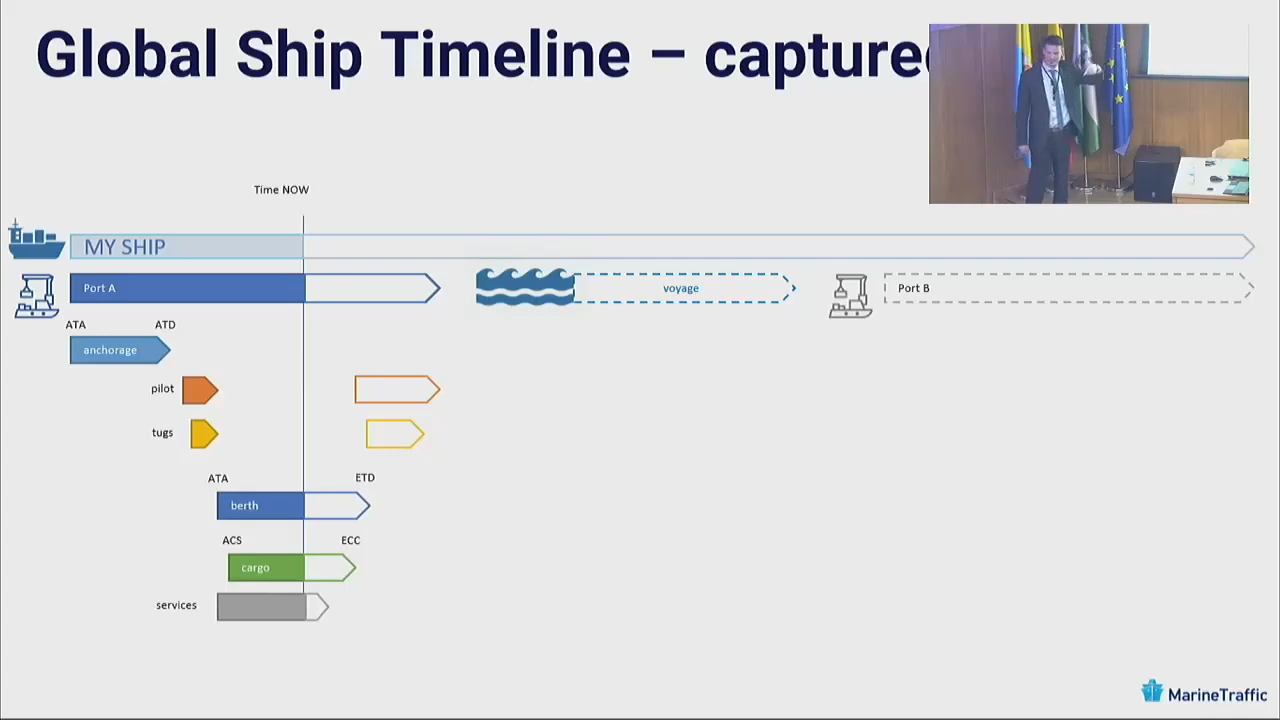 Global Ship Timeline – capture
Time NOW
MY SHIP
Port A
voyage
Port B
ATA
ATD
anchorage
pilot
tugs
ATA
ETD
berth
ACS
ECC
cargo
services
MarineTraffic